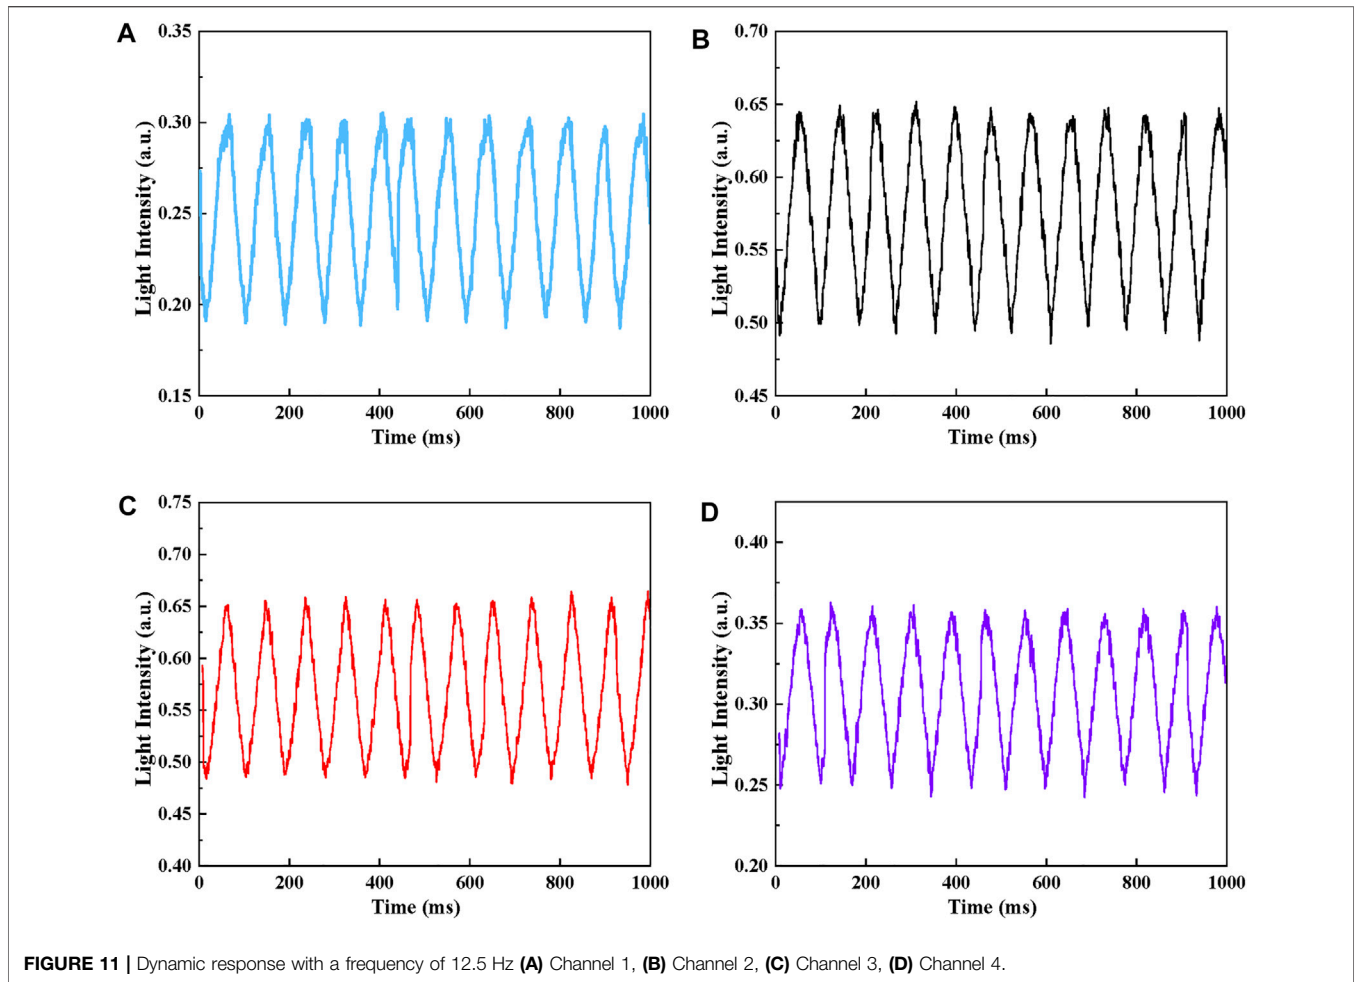 A
0.35
0.30
0.25
0.20
0.15
Light Intensity (a.u.)
0 200 400 600 800 1000
Time (ms)
B
0.70
0.65
0.60
0.55
0.50
0.45
Light Intensity (a.u.)
0 200 400 600 800 1000
Time (ms)
C
0.75
0.70
0.65
0.60
0.55
0.50
0.45
0.40
Light Intensity (a.u.)
0 200 400 600 800 1000
Time (ms)
D
0.40
0.35
0.30
0.25
0.20
Light Intensity (a.u.)
0 200 400 600 800 1000
Time (ms)
FIGURE 11 | Dynamic response with a frequency of 12.5 Hz (A) Channel 1, (B) Channel 2, (C) Channel 3, (D) Channel 4.